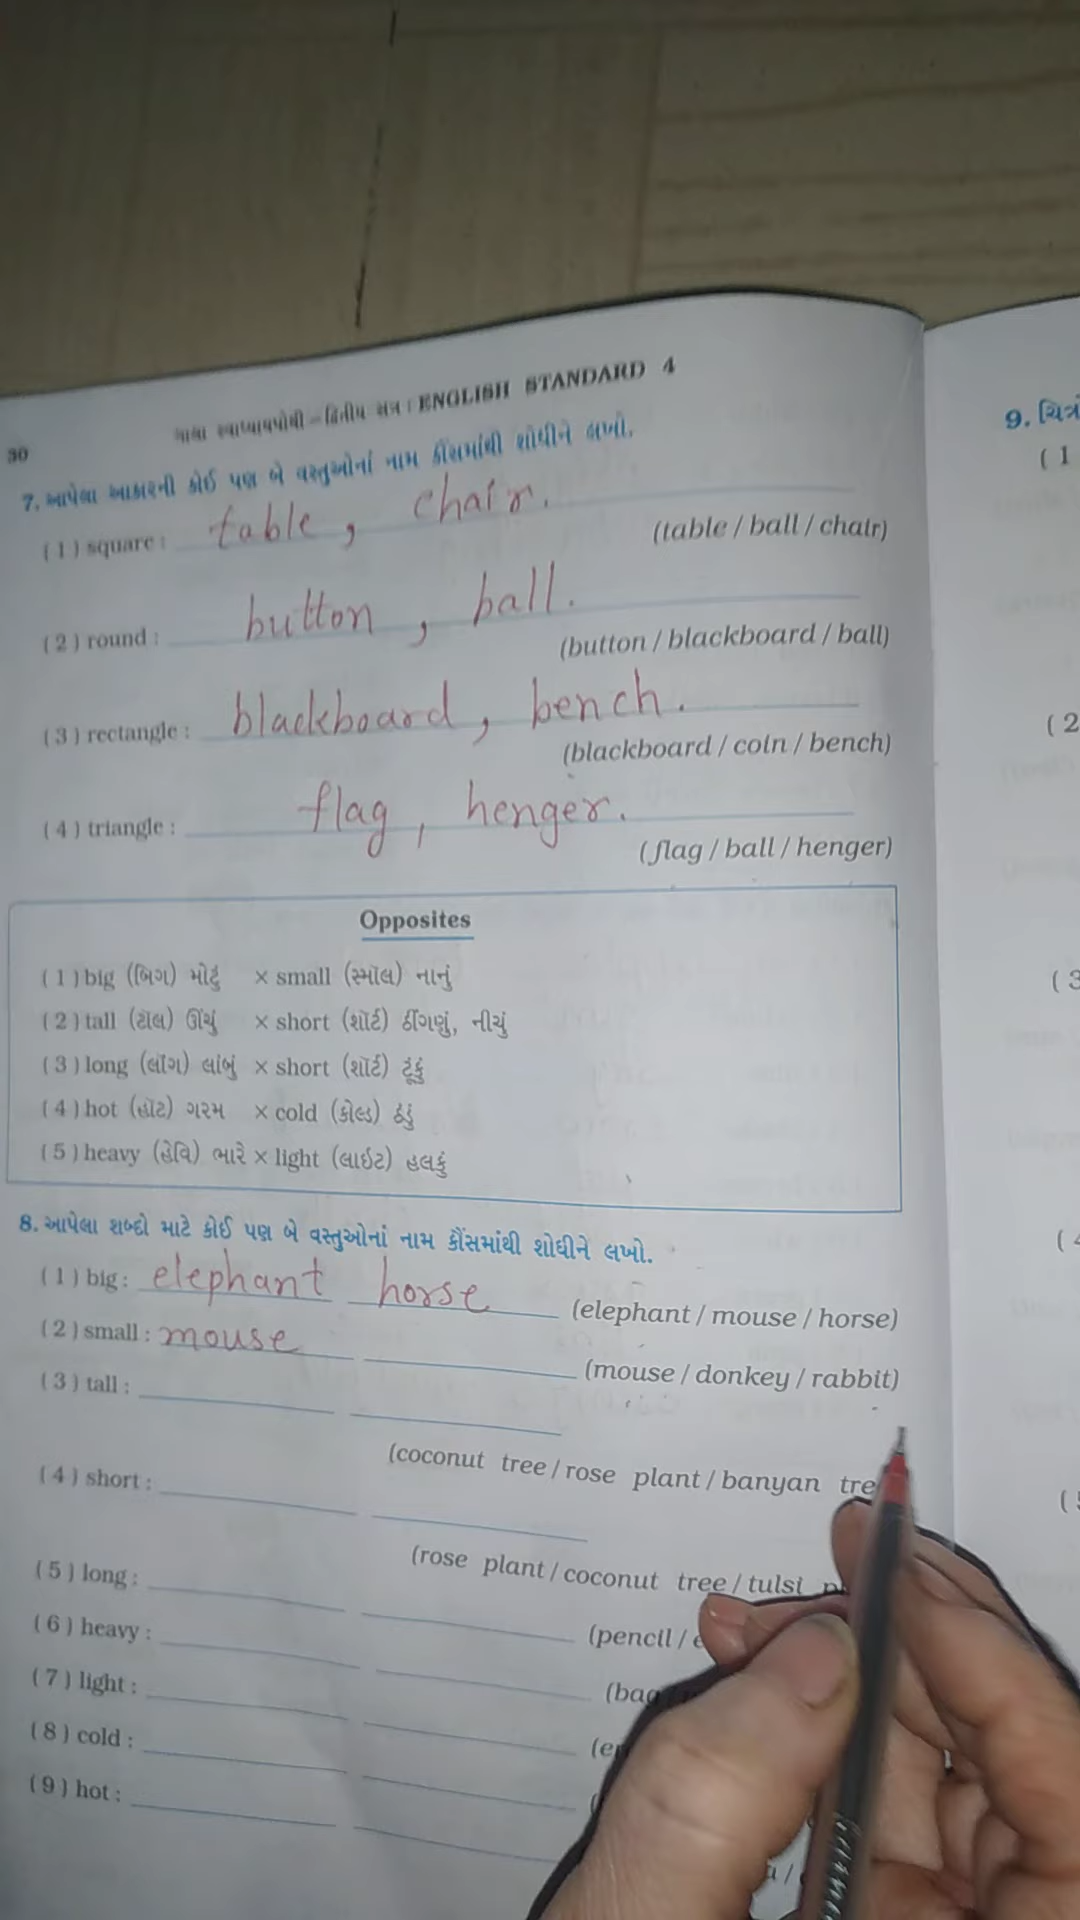 30
ગાલા સ્વાધ્યાયપોથી – દ્વિતીય સત્ર : ENGLISH STANDARD 4
7. આપેલા આકારની કોઈ પણ બે વસ્તુઓનાં નામ કૌંસમાંથી શોધીને લખો.
(1) square : table, chair.
(table / ball / chair)
(2) round : button, ball.
(button / blackboard / ball)
(3) rectangle : blackboard, bench.
(blackboard / coin / bench)
(4) triangle : flag, henger.
(flag / ball / henger)
Opposites
(1) big (બિગ) મોટું × small (સ્મૉલ) નાનું
(2) tall (ટૉલ) ઊંચું × short (શૉર્ટ) ઠીંગણું, નીચું
(3) long (લૉંગ) લાંબું × short (શૉર્ટ) ટૂંકું
(4) hot (હૉટ) ગરમ × cold (કોલ્ડ) ઠંડું
(5) heavy (હેવિ) ભારે × light (લાઇટ) હલકું
8. આપેલા શબ્દો માટે કોઈ પણ બે વસ્તુઓનાં નામ કૌંસમાંથી શોધીને લખો.
(1) big : elephant horse (elephant / mouse / horse)
(2) small : mouse (mouse / donkey / rabbit)
(3) tall :
(coconut tree / rose plant / banyan
(4) short :
(rose plant / coconut tree / tulsi
(5) long : (pencil /
(6) heavy : (bag
(7) light :
(8) cold :
(9) hot :
9.
(1
(2
(3